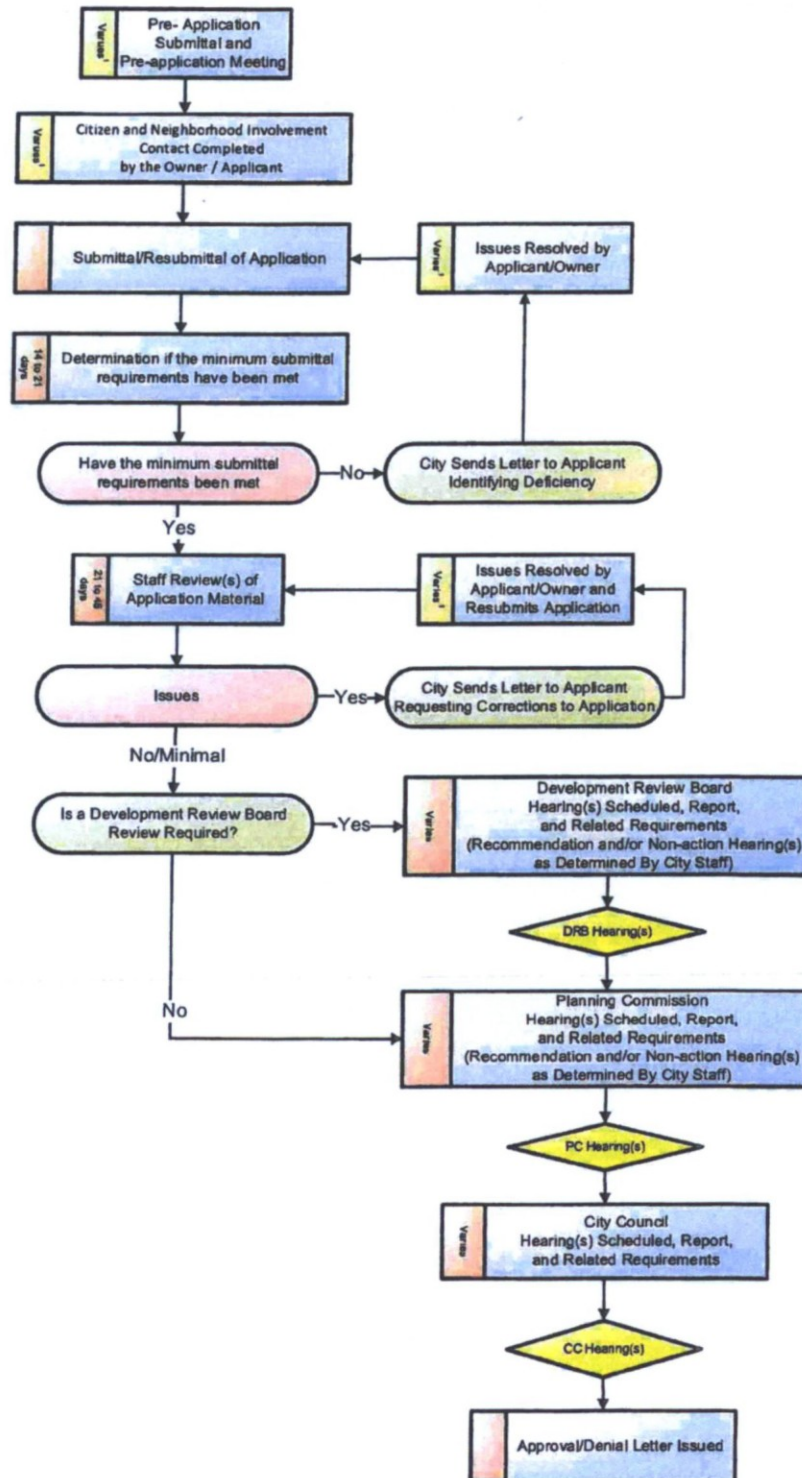 Varies¹
Pre- Application
Submittal and
Pre-application Meeting
Varies¹
Citizen and Neighborhood Involvement
Contact Completed
by the Owner / Applicant
Submittal/Resubmittal of Application
Varies¹
Issues Resolved by
Applicant/Owner
14 to 21
days
Determination if the minimum submittal
requirements have been met
Have the minimum submittal
requirements been met
No
City Sends Letter to Applicant
Identifying Deficiency
Yes
21 to
days
Staff Review(s) of
Application Material
Varies¹
Issues Resolved by
Applicant/Owner and
Resubmits Application
Issues
Yes
City Sends Letter to Applicant
Requesting Corrections to Application
No/Minimal
Is a Development Review Board
Review Required?
Yes
Varies
Development Review Board
Hearing(s) Scheduled, Report,
and Related Requirements
(Recommendation and/or Non-action Hearing(s)
as Determined By City Staff)
DRB Hearing(s)
No
Varies
Planning Commission
Hearing(s) Scheduled, Report,
and Related Requirements
(Recommendation and/or Non-action Hearing(s)
as Determined By City Staff)
PC Hearing(s)
Varies
City Council
Hearing(s) Scheduled, Report,
and Related Requirements
CC Hearing(s)
Approval/Denial Letter Issued